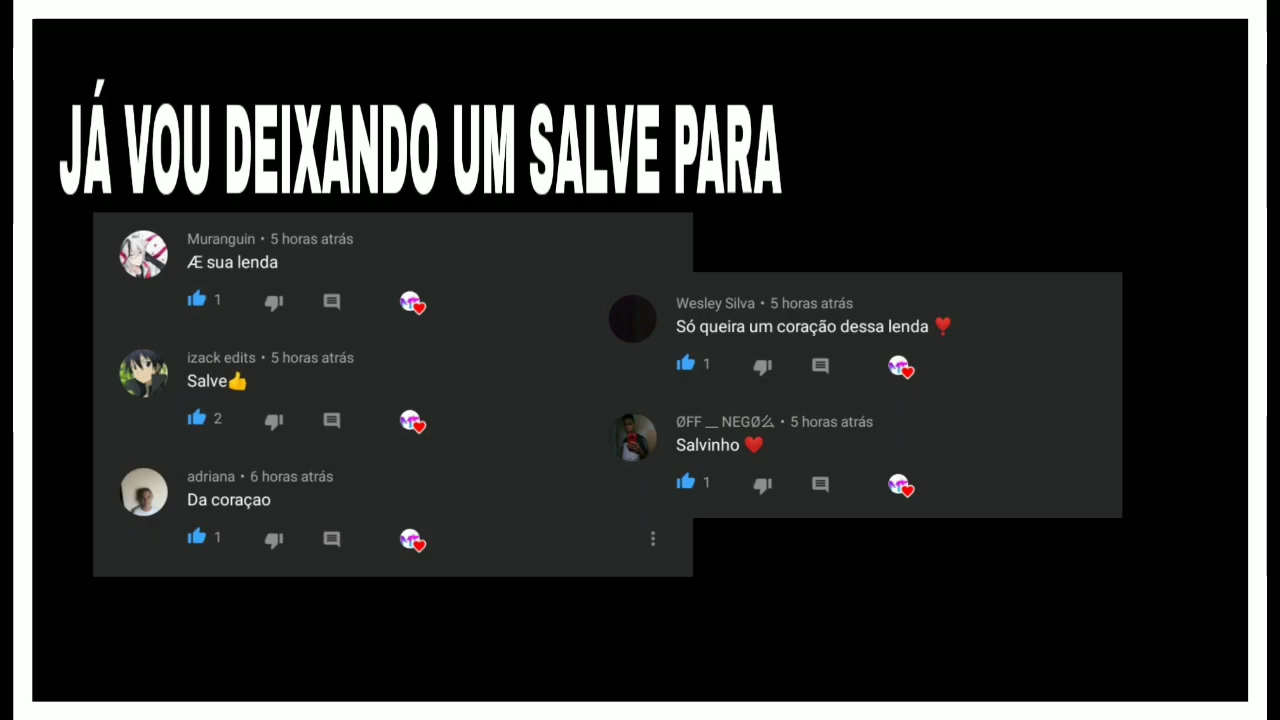 JÁ VOU DEIXANDO UM SALVE PARA
Muranguin • 5 horas atrás
Æ sua lenda
1
izack edits • 5 horas atrás
Salve👍
2
adriana • 6 horas atrás
Da coraçao
1
Wesley Silva • 5 horas atrás
Só queira um coração dessa lenda ❣️
1
ØFF __ NEGØ么 • 5 horas atrás
Salvinho ❤️
1